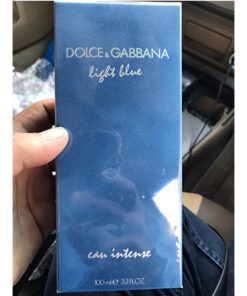 DOLCE & GABBANA
light blue
eau intense
100 ml ℮ 3.3 FL.OZ.